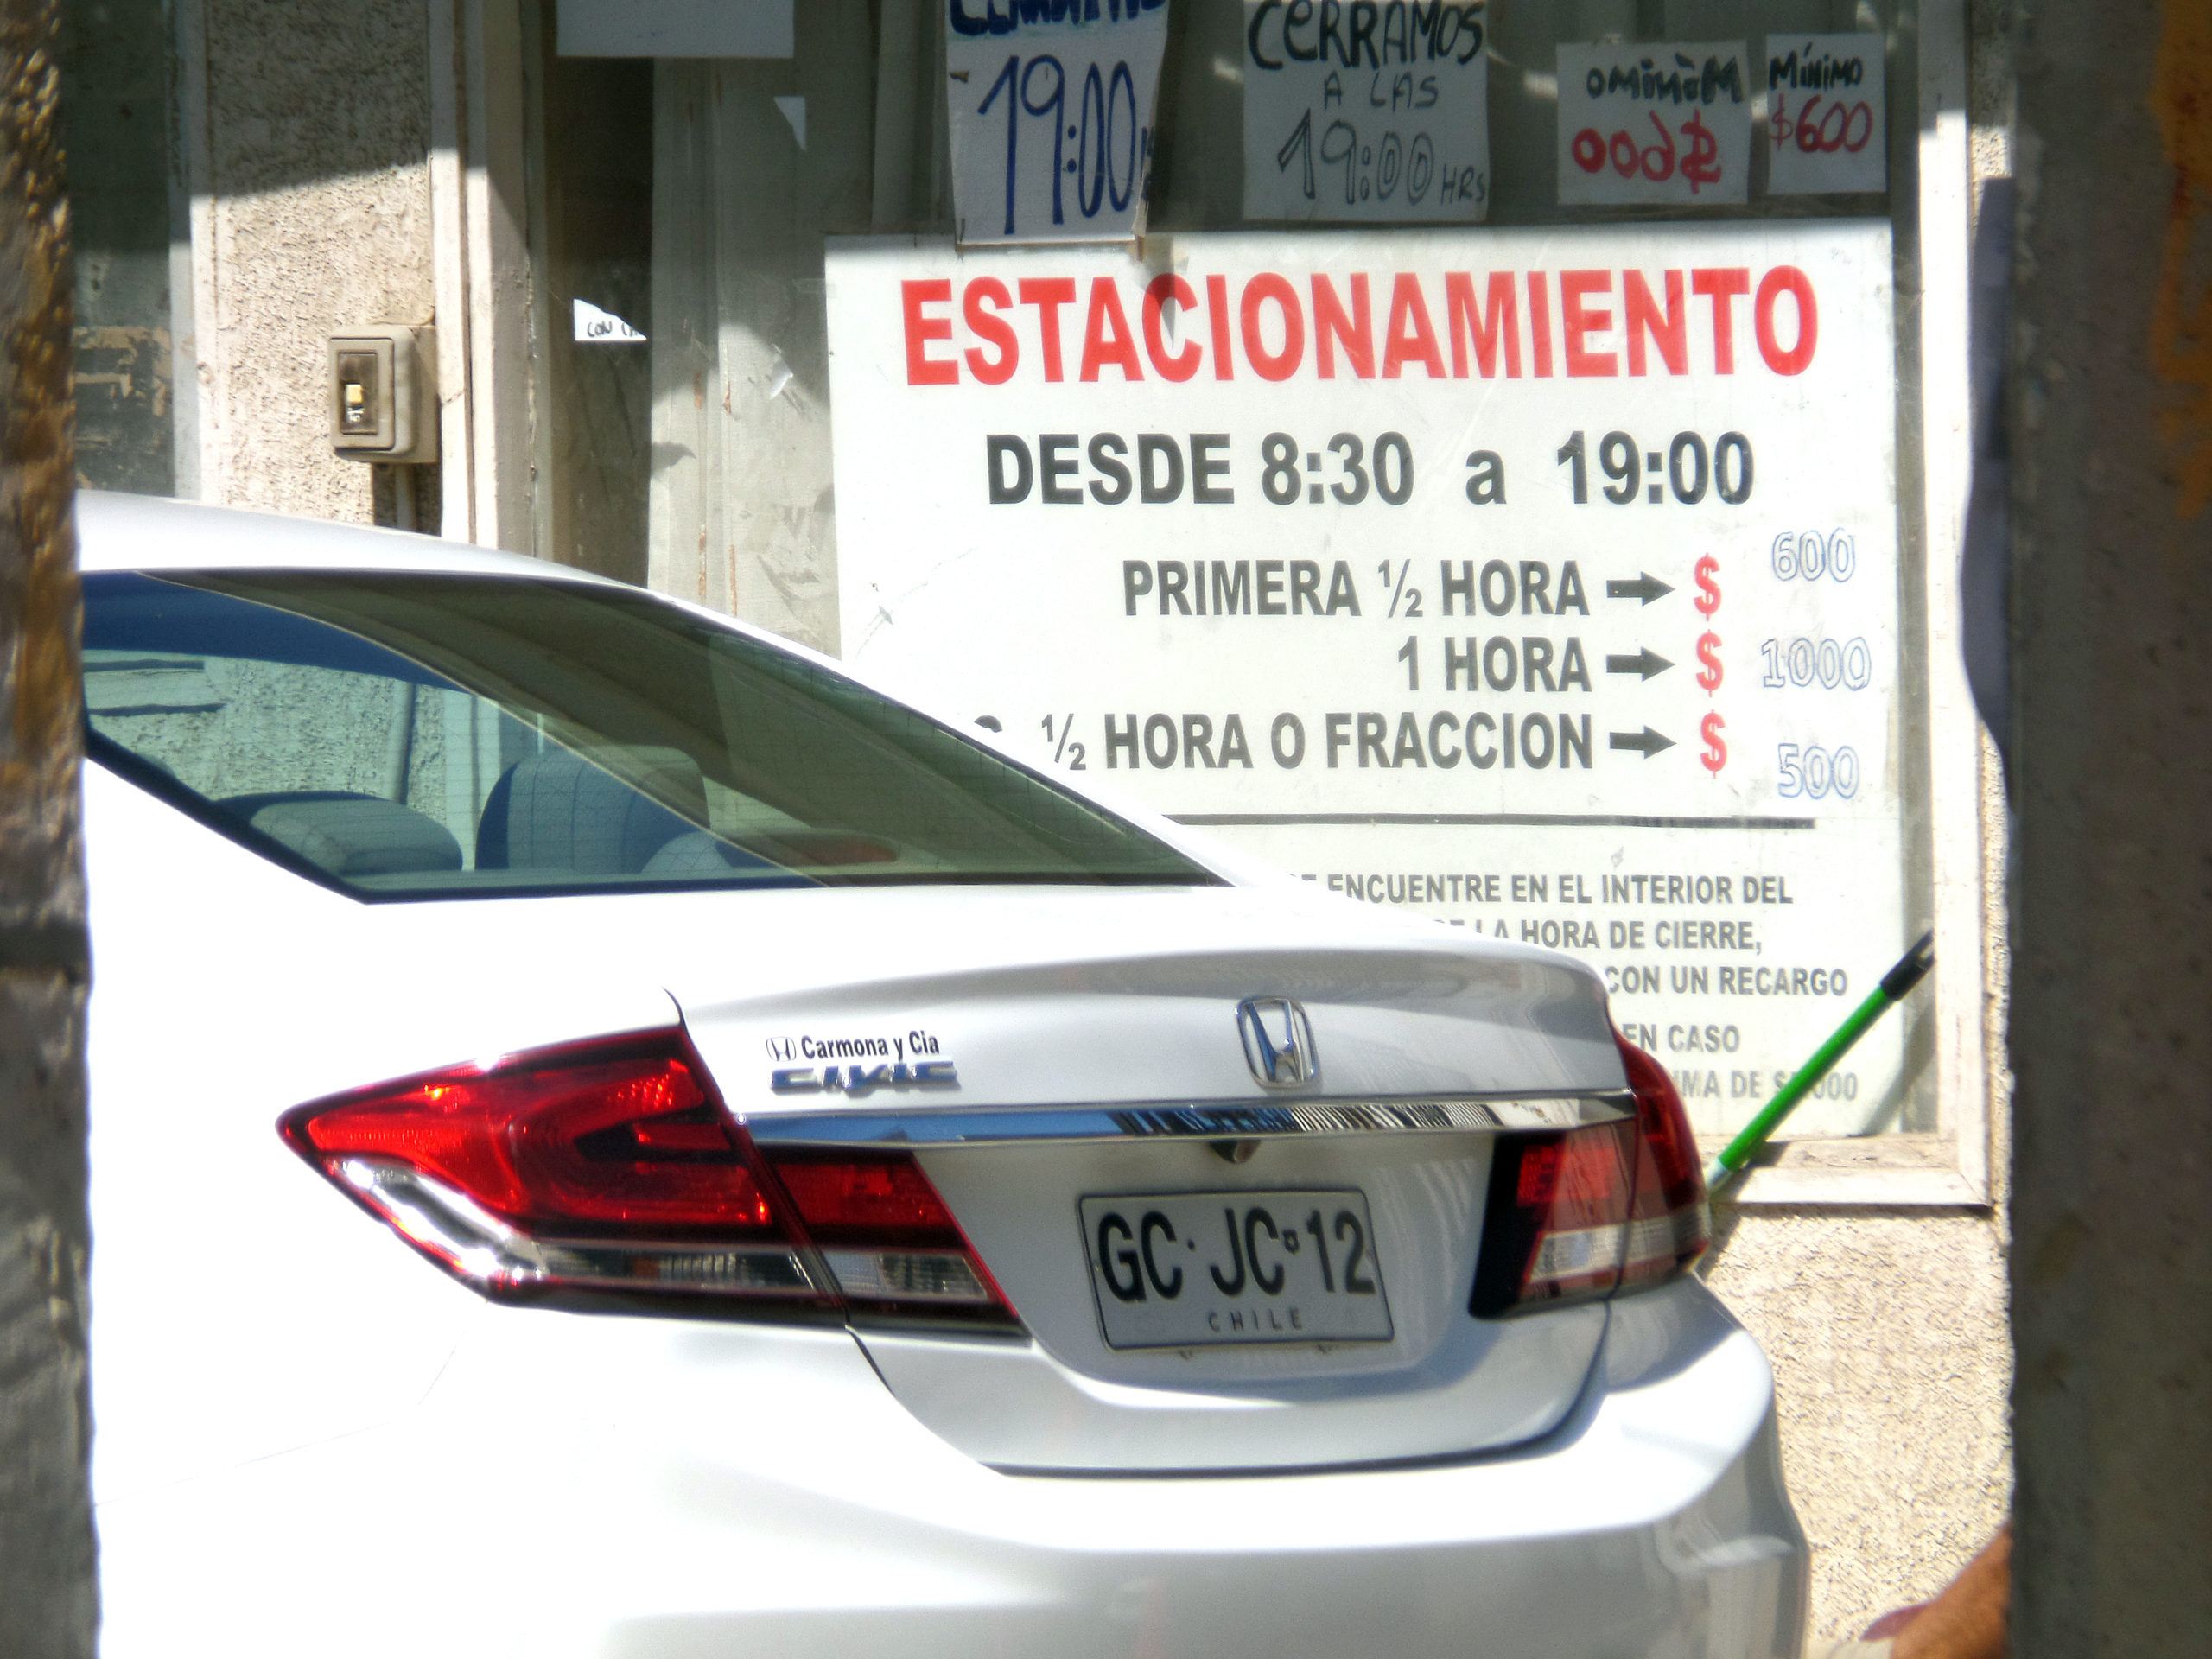 19:00
CERRAMOS
A LAS
19:00 HRS
Mínimo
$600
Mínimo
$600
CON
ESTACIONAMIENTO
DESDE 8:30 a 19:00
PRIMERA ½ HORA → $ 600
1 HORA → $ 1000
½ HORA O FRACCION → $ 500
ENCUENTRE EN EL INTERIOR DEL
LA HORA DE CIERRE,
CON UN RECARGO
EN CASO
DE
Carmona y Cia
CIVIC
GC·JC 12
CHILE